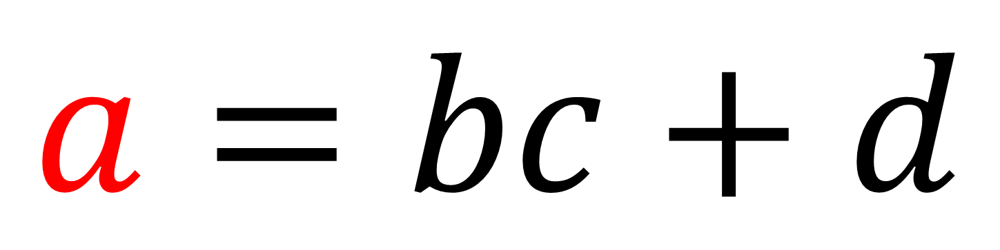 a = bc + d